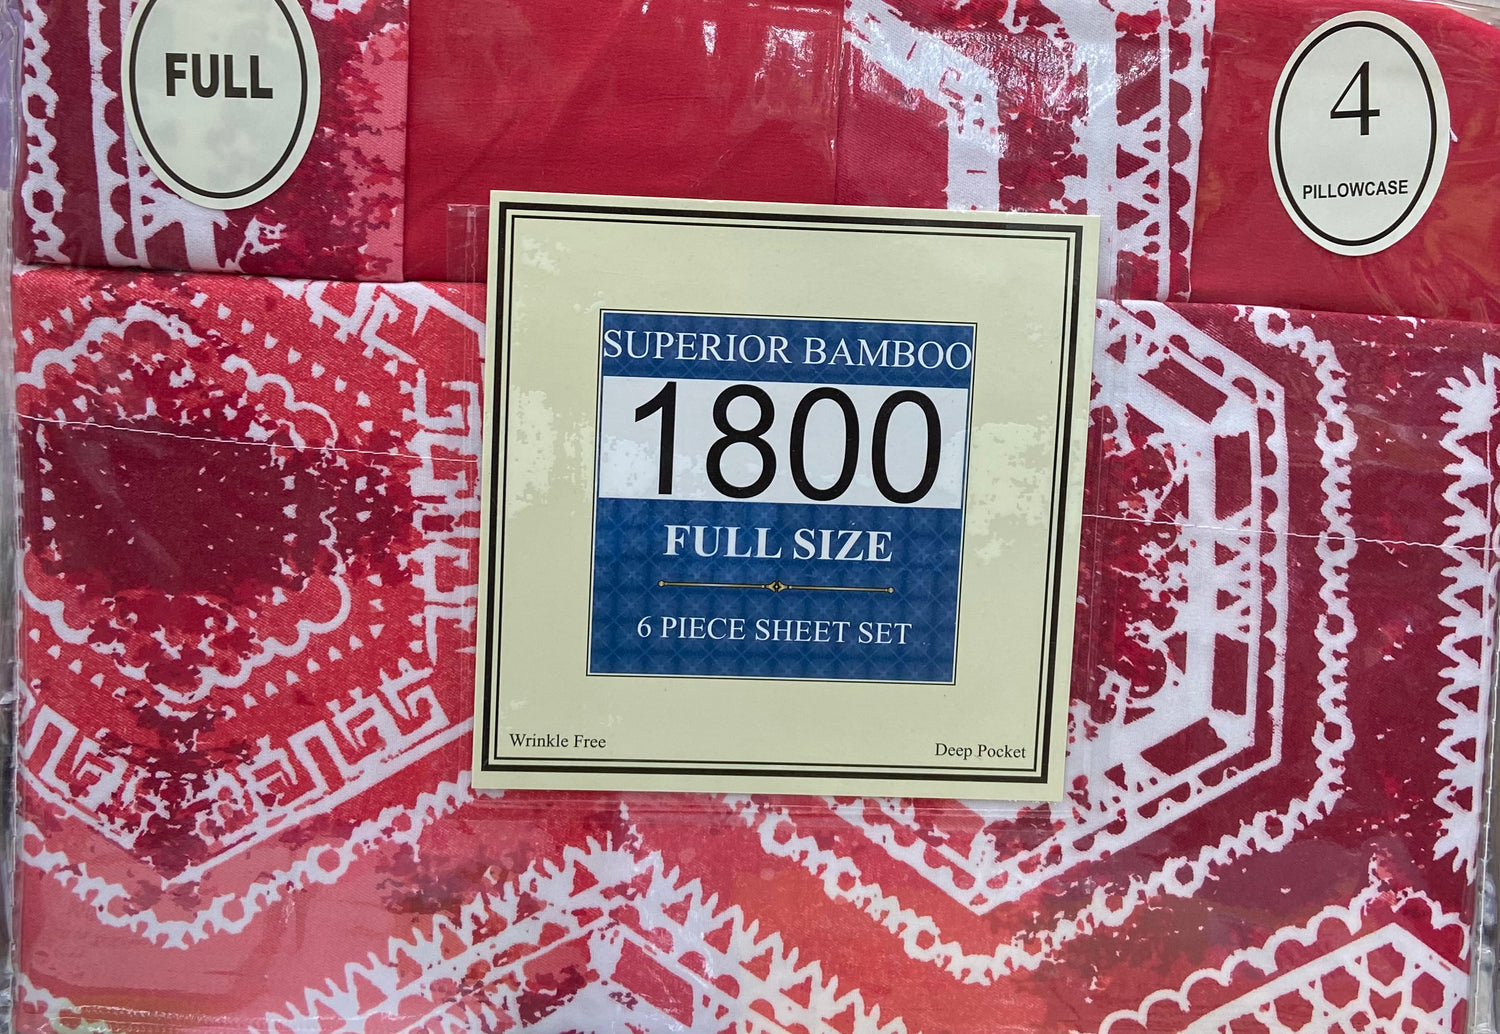 FULL
4
PILLOWCASE
SUPERIOR BAMBOO
1800
FULL SIZE
6 PIECE SHEET SET
Wrinkle Free
Deep Pocket